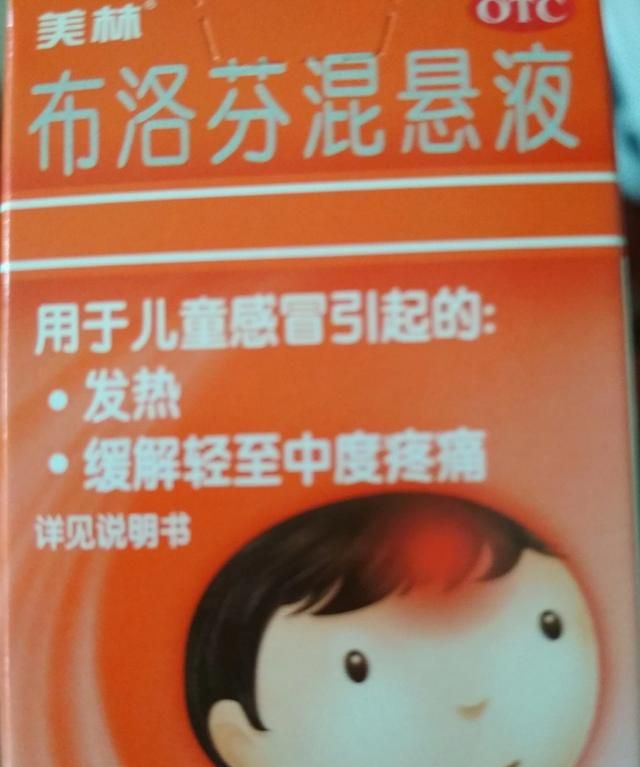 美林® OTC
布洛芬混悬液
用于儿童感冒引起的:
• 发热
• 缓解轻至中度疼痛
详见说明书